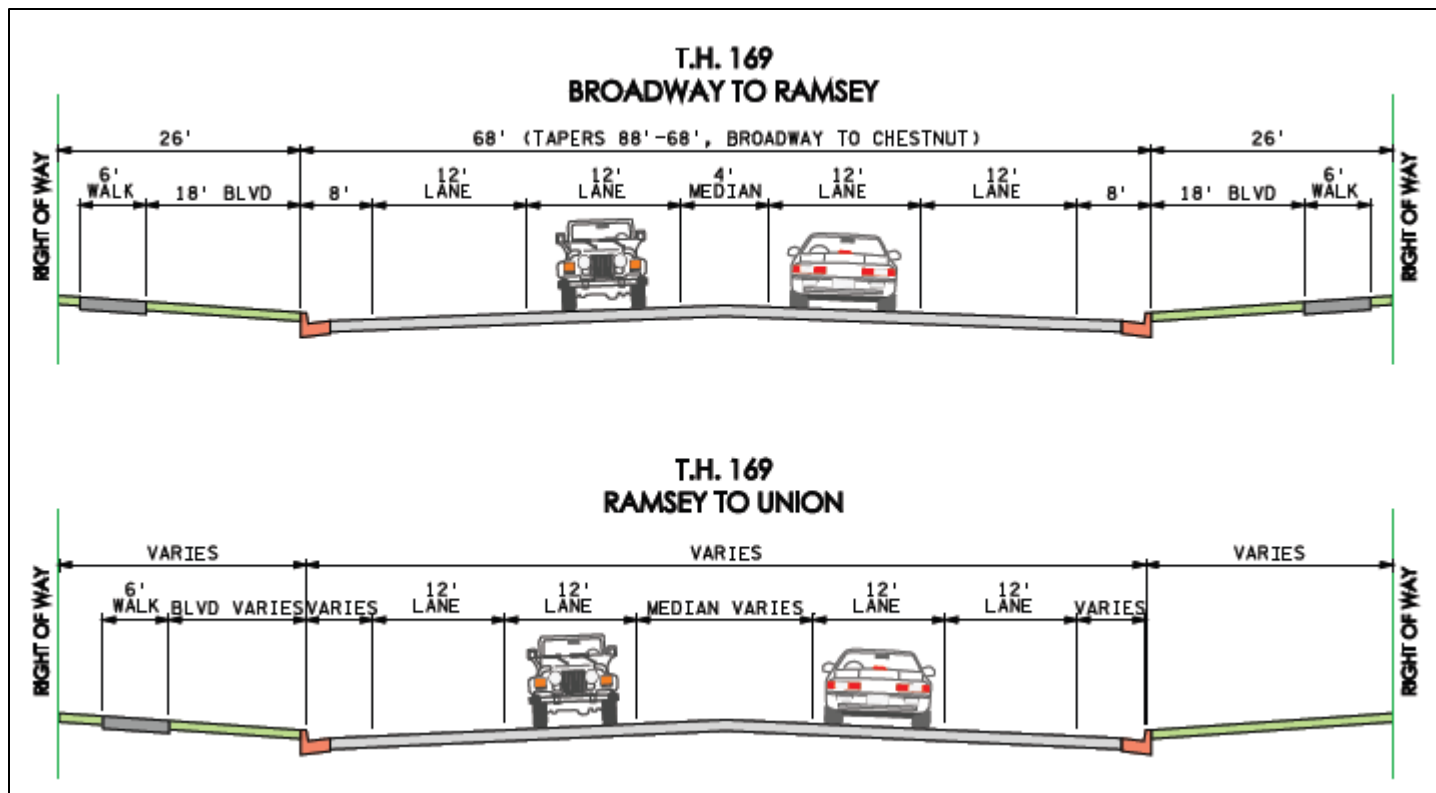 T.H. 169
BROADWAY TO RAMSEY
RIGHT OF WAY
26'
68' (TAPERS 88'-68', BROADWAY TO CHESTNUT)
26'
RIGHT OF WAY
6'
WALK
18' BLVD
8'
12'
LANE
12'
LANE
4'
MEDIAN
12'
LANE
12'
LANE
8'
18' BLVD
6'
WALK
T.H. 169
RAMSEY TO UNION
RIGHT OF WAY
VARIES
VARIES
VARIES
RIGHT OF WAY
6'
WALK
BLVD VARIES
VARIES
12'
LANE
12'
LANE
MEDIAN VARIES
12'
LANE
12'
LANE
VARIES